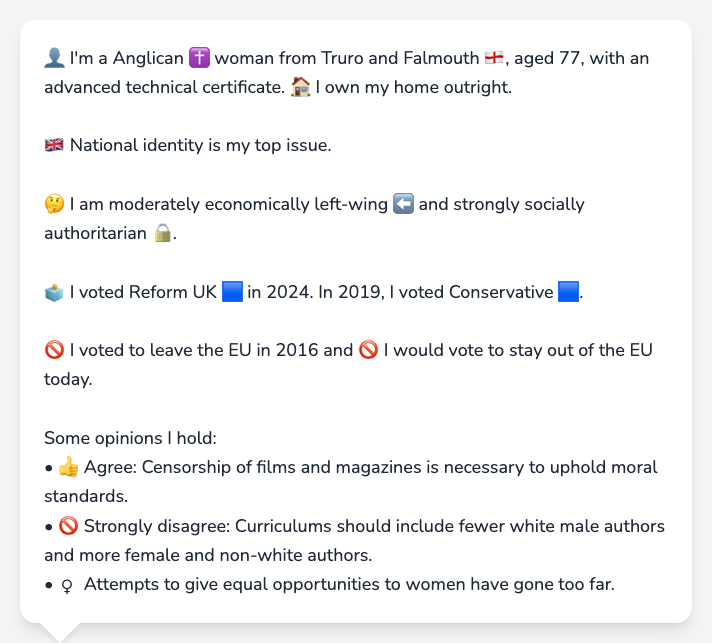 👤 I'm a Anglican ✝️ woman from Truro and Falmouth 🏴󠁧󠁢󠁥󠁮󠁧󠁿, aged 77, with an
advanced technical certificate. 🏠 I own my home outright.
🇬🇧 National identity is my top issue.
🤔 I am moderately economically left-wing ⬅️ and strongly socially
authoritarian 🔒.
🗳️ I voted Reform UK 🟦 in 2024. In 2019, I voted Conservative 🟦.
🚫 I voted to leave the EU in 2016 and 🚫 I would vote to stay out of the EU
today.
Some opinions I hold:
• 👍 Agree: Censorship of films and magazines is necessary to uphold moral
standards.
• 🚫 Strongly disagree: Curriculums should include fewer white male authors
and more female and non-white authors.
• ♀ Attempts to give equal opportunities to women have gone too far.